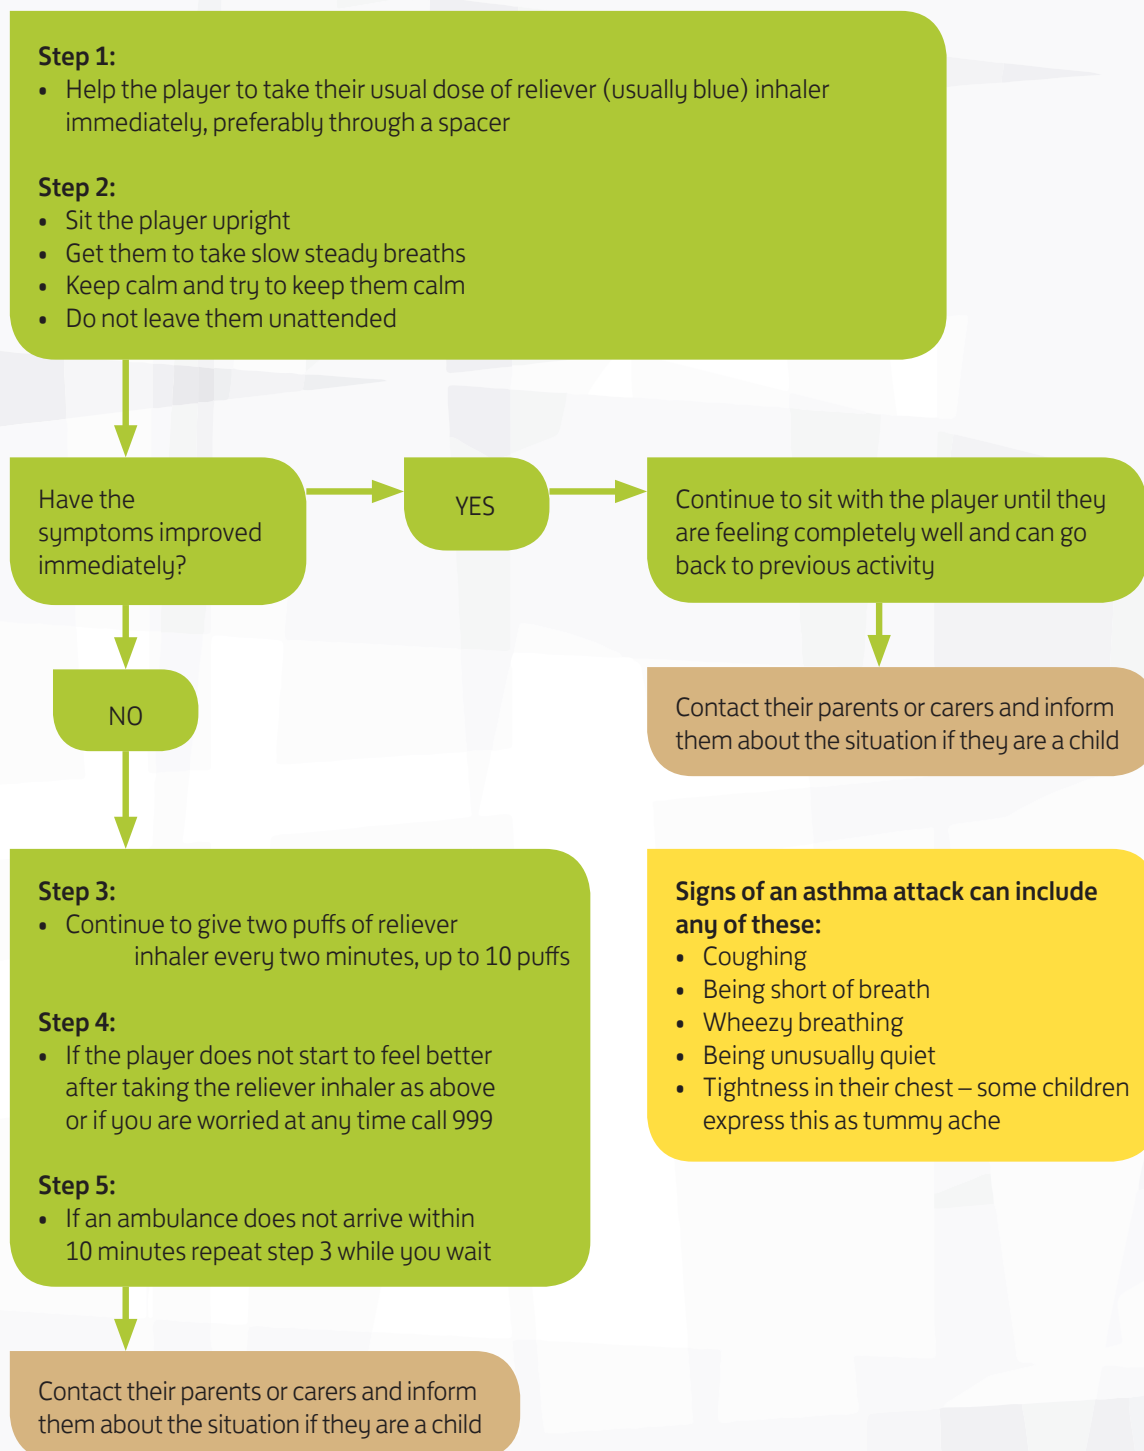 Step 1:
• Help the player to take their usual dose of reliever (usually blue) inhaler
immediately, preferably through a spacer
Step 2:
• Sit the player upright
• Get them to take slow steady breaths
• Keep calm and try to keep them calm
• Do not leave them unattended
Have the
symptoms improved
immediately?
YES
Continue to sit with the player until they
are feeling completely well and can go
back to previous activity
Contact their parents or carers and inform
them about the situation if they are a child
NO
Step 3:
• Continue to give two puffs of reliever
inhaler every two minutes, up to 10 puffs
Step 4:
• If the player does not start to feel better
after taking the reliever inhaler as above
or if you are worried at any time call 999
Step 5:
• If an ambulance does not arrive within
10 minutes repeat step 3 while you wait
Signs of an asthma attack can include
any of these:
• Coughing
• Being short of breath
• Wheezy breathing
• Being unusually quiet
• Tightness in their chest – some children
express this as tummy ache
Contact their parents or carers and inform
them about the situation if they are a child